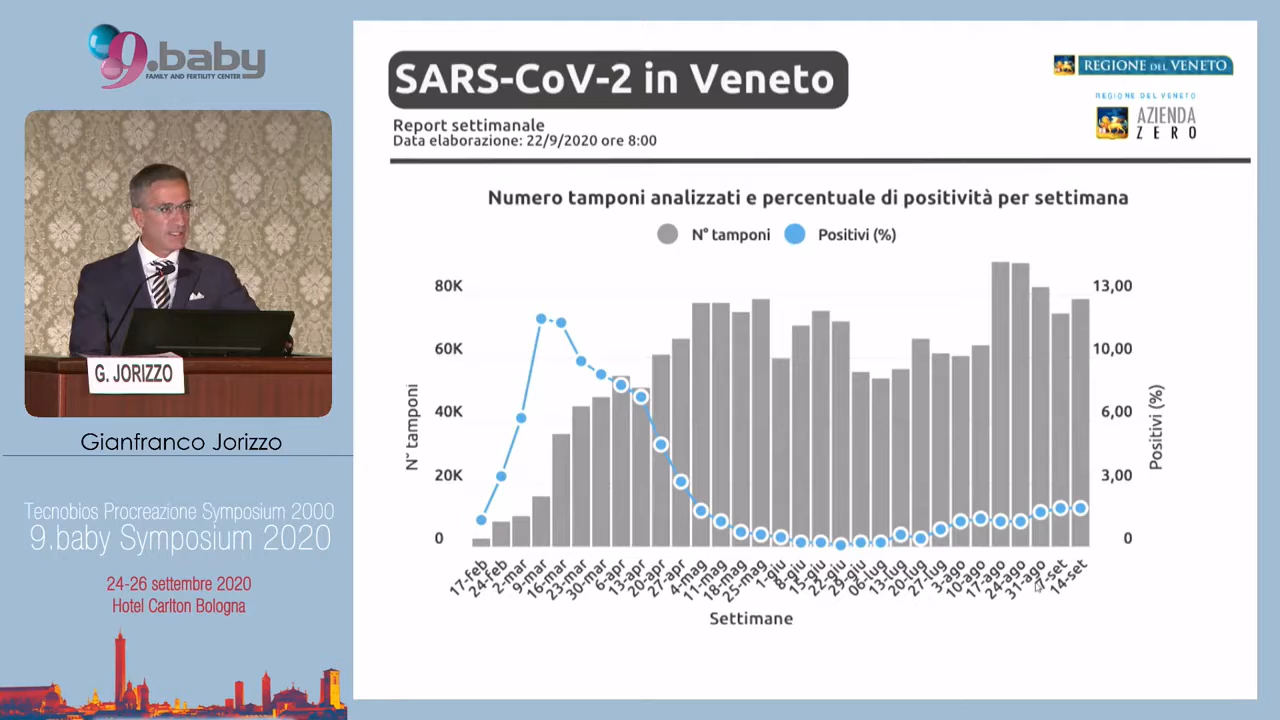 9.baby
FAMILY AND FERTILITY CENTER
G. JORIZZO
Gianfranco Jorizzo
Tecnobios Procreazione Symposium 2000
9.baby Symposium 2020
24-26 settembre 2020
Hotel Carlton Bologna
SARS-CoV-2 in Veneto
Report settimanale
Data elaborazione: 22/9/2020 ore 8:00
REGIONE DEL VENETO
REGIONE DEL VENETO
AZIENDA
ZERO
Numero tamponi analizzati e percentuale di positività per settimana
N° tamponi
Positivi (%)
80K
60K
40K
20K
0
N° tamponi
13,00
10,00
6,00
3,00
0
Positivi (%)
17-feb
24-feb
2-mar
9-mar
16-mar
23-mar
30-mar
6-apr
13-apr
20-apr
27-apr
4-mag
11-mag
18-mag
25-mag
1-giu
8-giu
15-giu
22-giu
29-giu
06-lug
13-lug
20-lug
27-lug
3-ago
10-ago
17-ago
24-ago
31-ago
7-set
14-set
Settimane